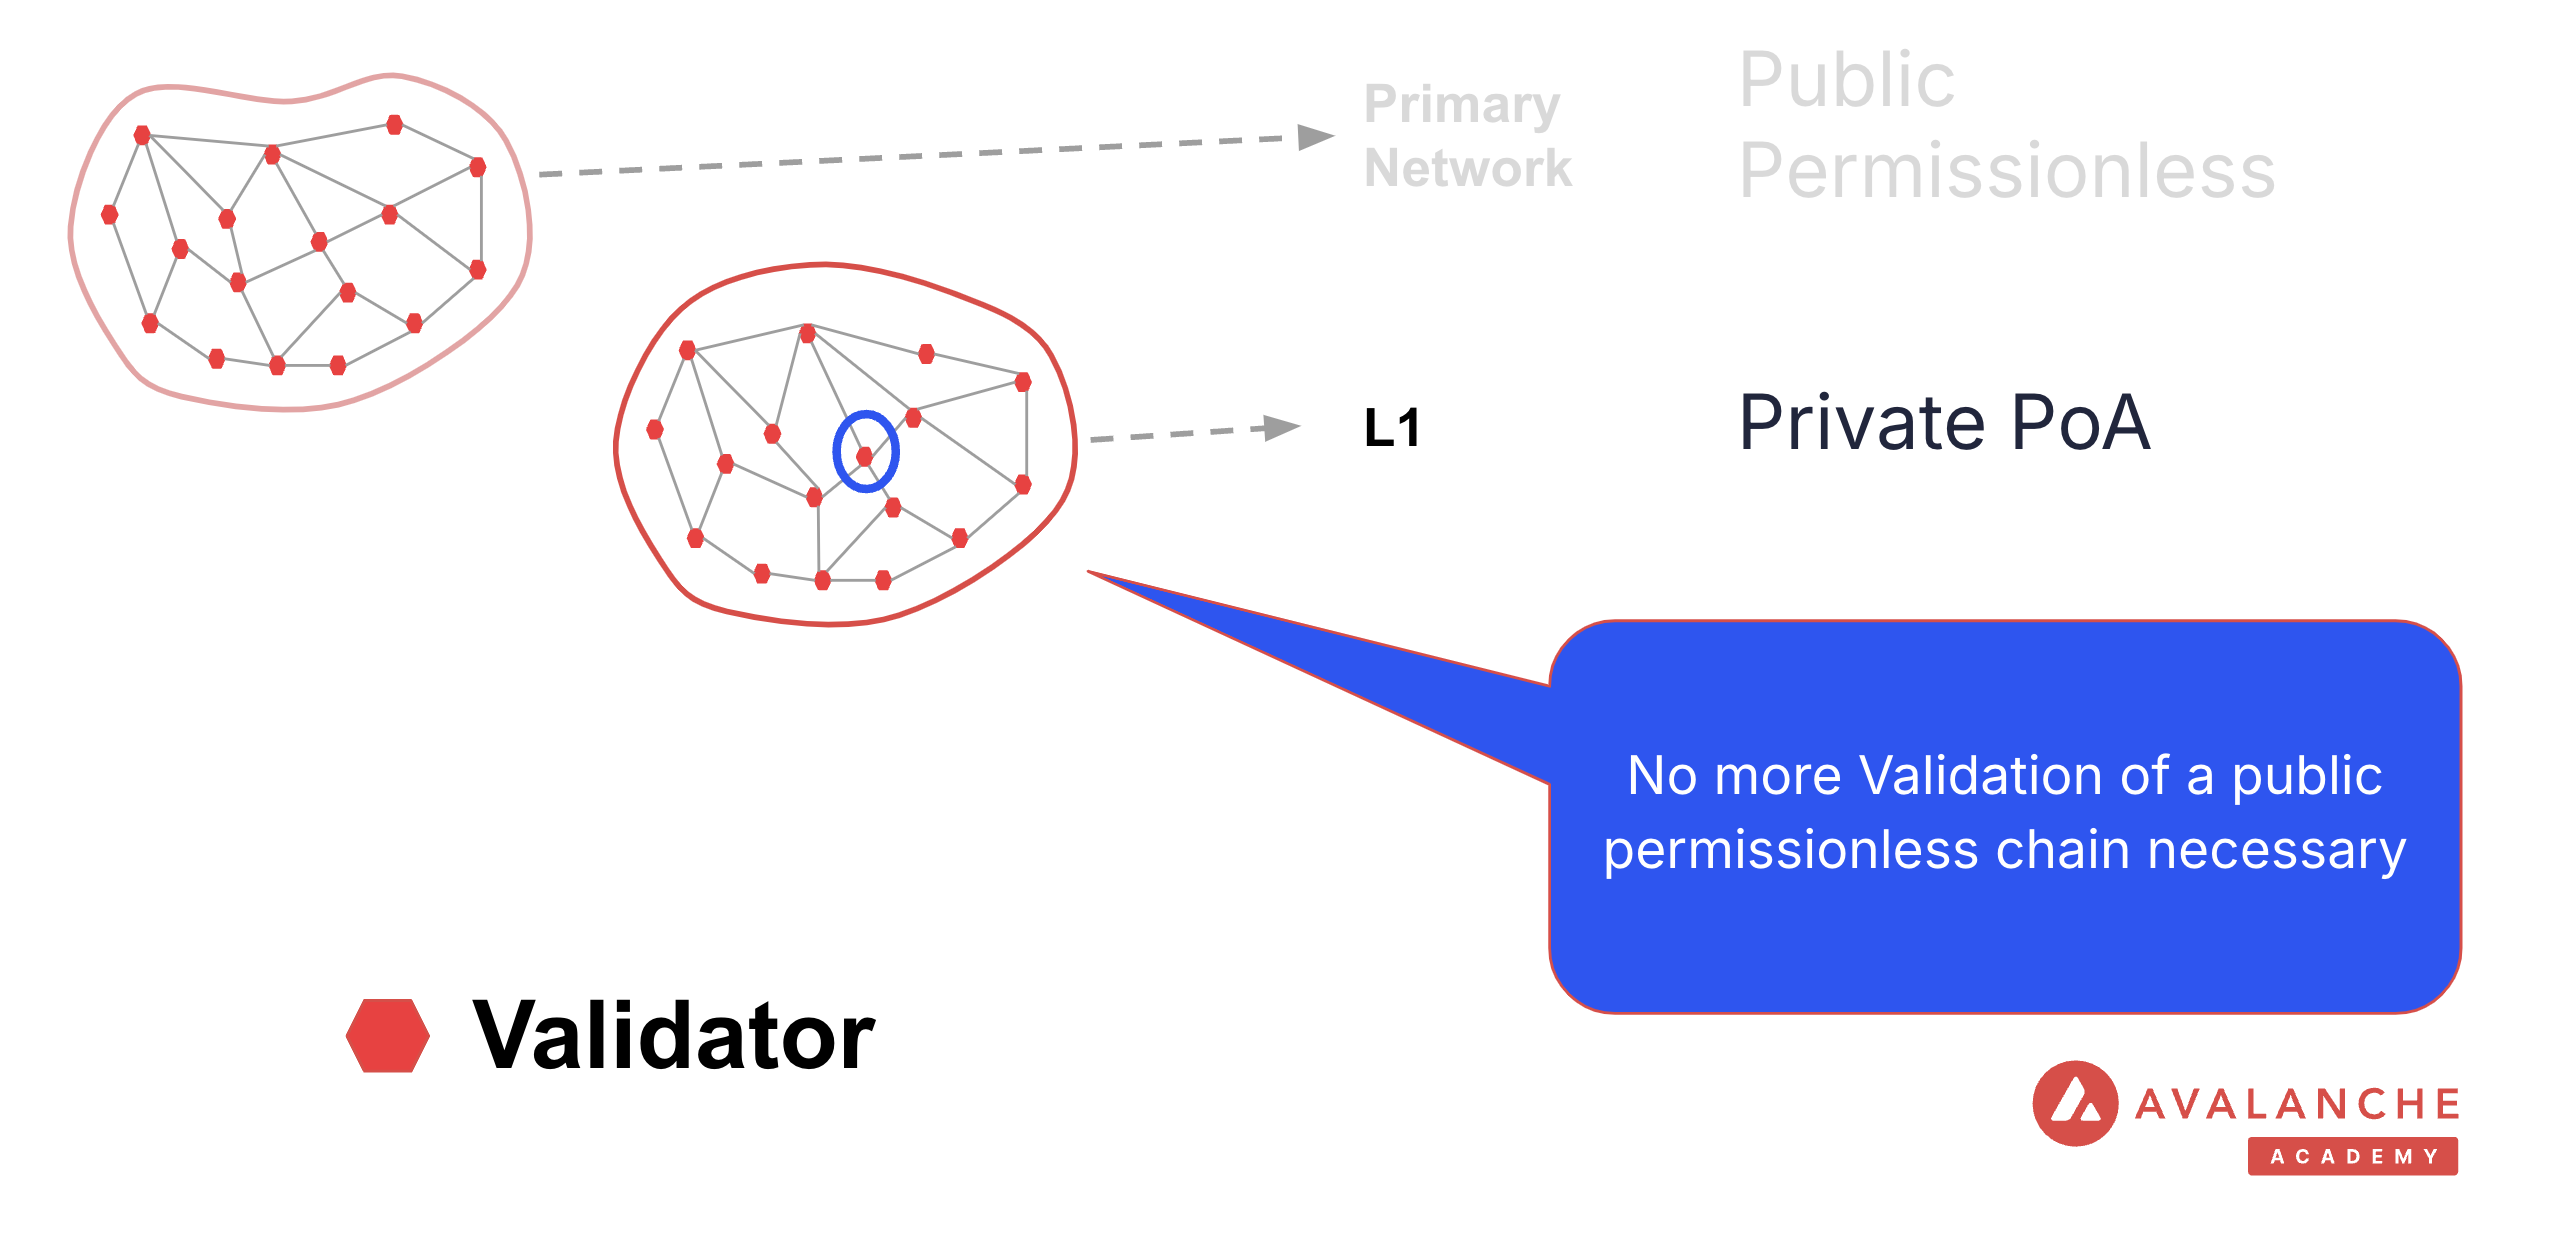 Primary
Network
Public
Permissionless
L1
Private PoA
No more Validation of a public
permissionless chain necessary
Validator
AVALANCHE
ACADEMY